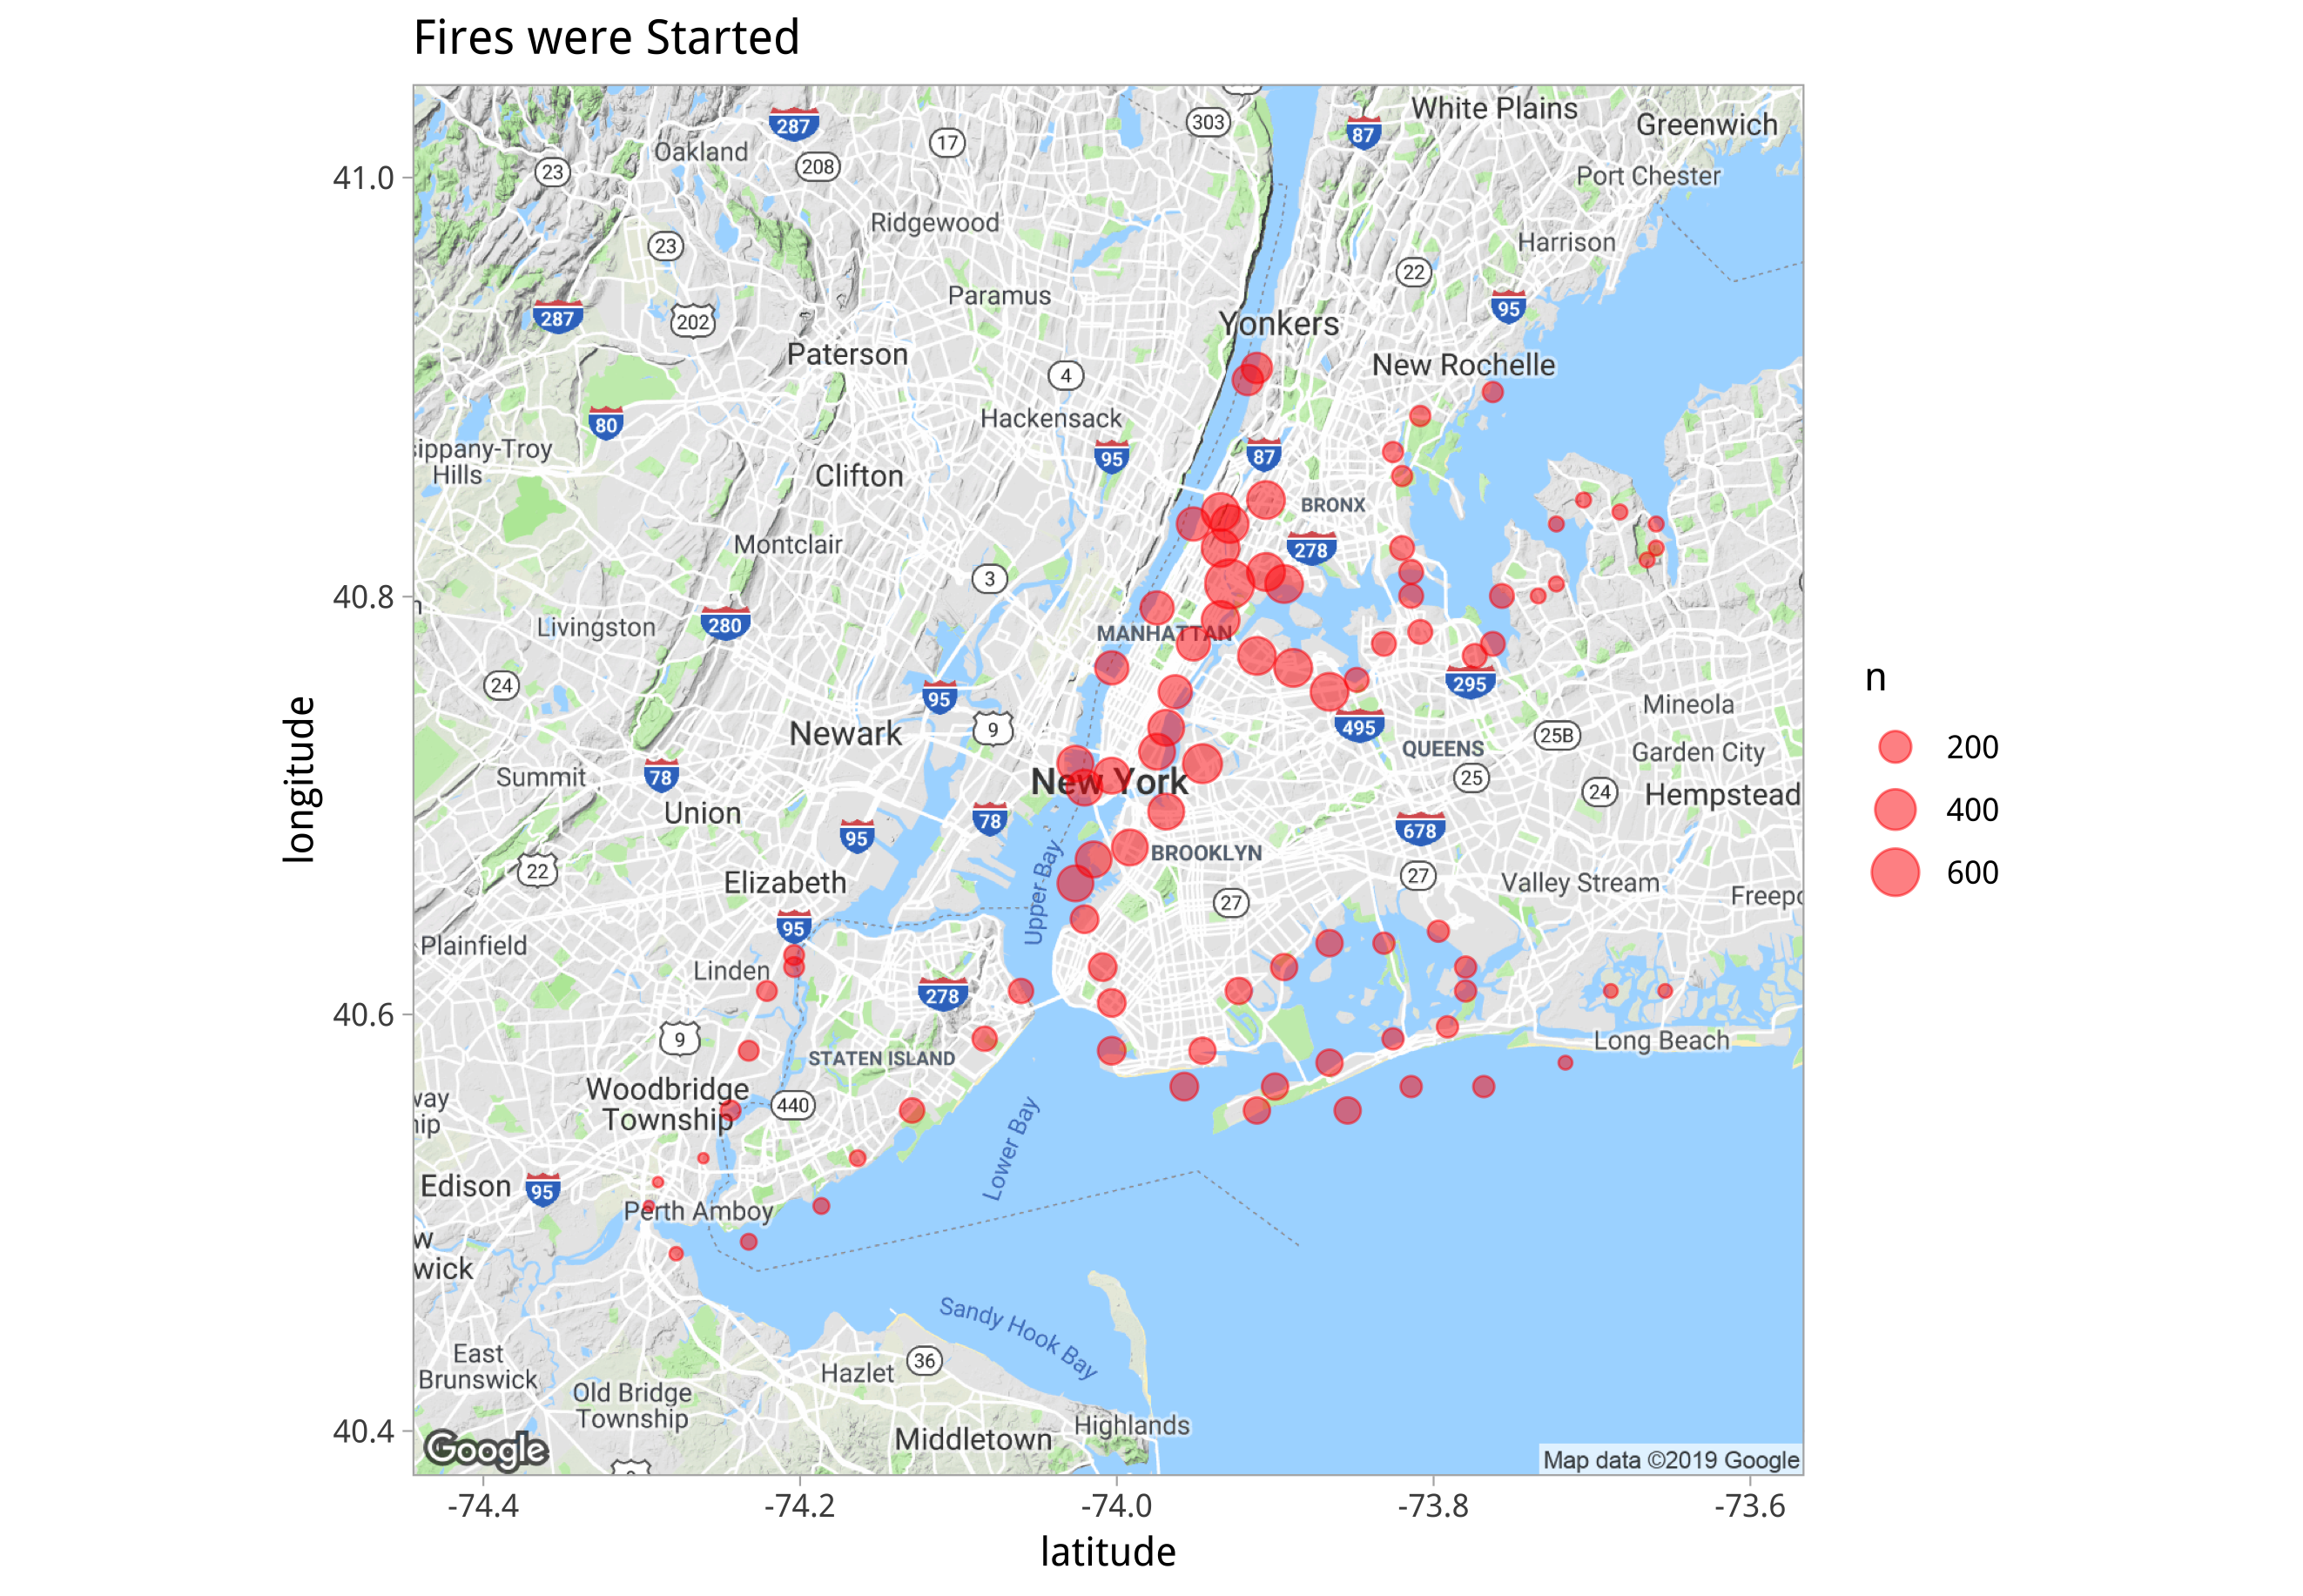 Fires were Started
287
303
87
White Plains
Greenwich
Oakland
17
23
208
Port Chester
Ridgewood
23
Harrison
22
Paramus
95
287
202
Yonkers
Paterson
New Rochelle
4
Hackensack
80
sippany-Troy
Hills
95
87
Clifton
BRONX
Montclair
278
3
Livingston
280
MANHATTAN
24
95
295
Mineola
Newark
9
495
QUEENS
25B
Garden City
Summit
78
New York
25
24
Hempstead
Union
78
95
678
BROOKLYN
22
Elizabeth
Upper Bay
27
27
Valley Stream
Freepo
95
Plainfield
Linden
278
9
STATEN ISLAND
Long Beach
Woodbridge
Township
440
way
hip
Lower Bay
Edison
95
Perth Amboy
w
wick
Sandy Hook Bay
East
Brunswick
Hazlet
36
Old Bridge
Township
Middletown
Highlands
Google
Map data ©2019 Google
41.0
40.8
40.6
40.4
longitude
-74.4
-74.2
-74.0
-73.8
-73.6
latitude
n
200
400
600